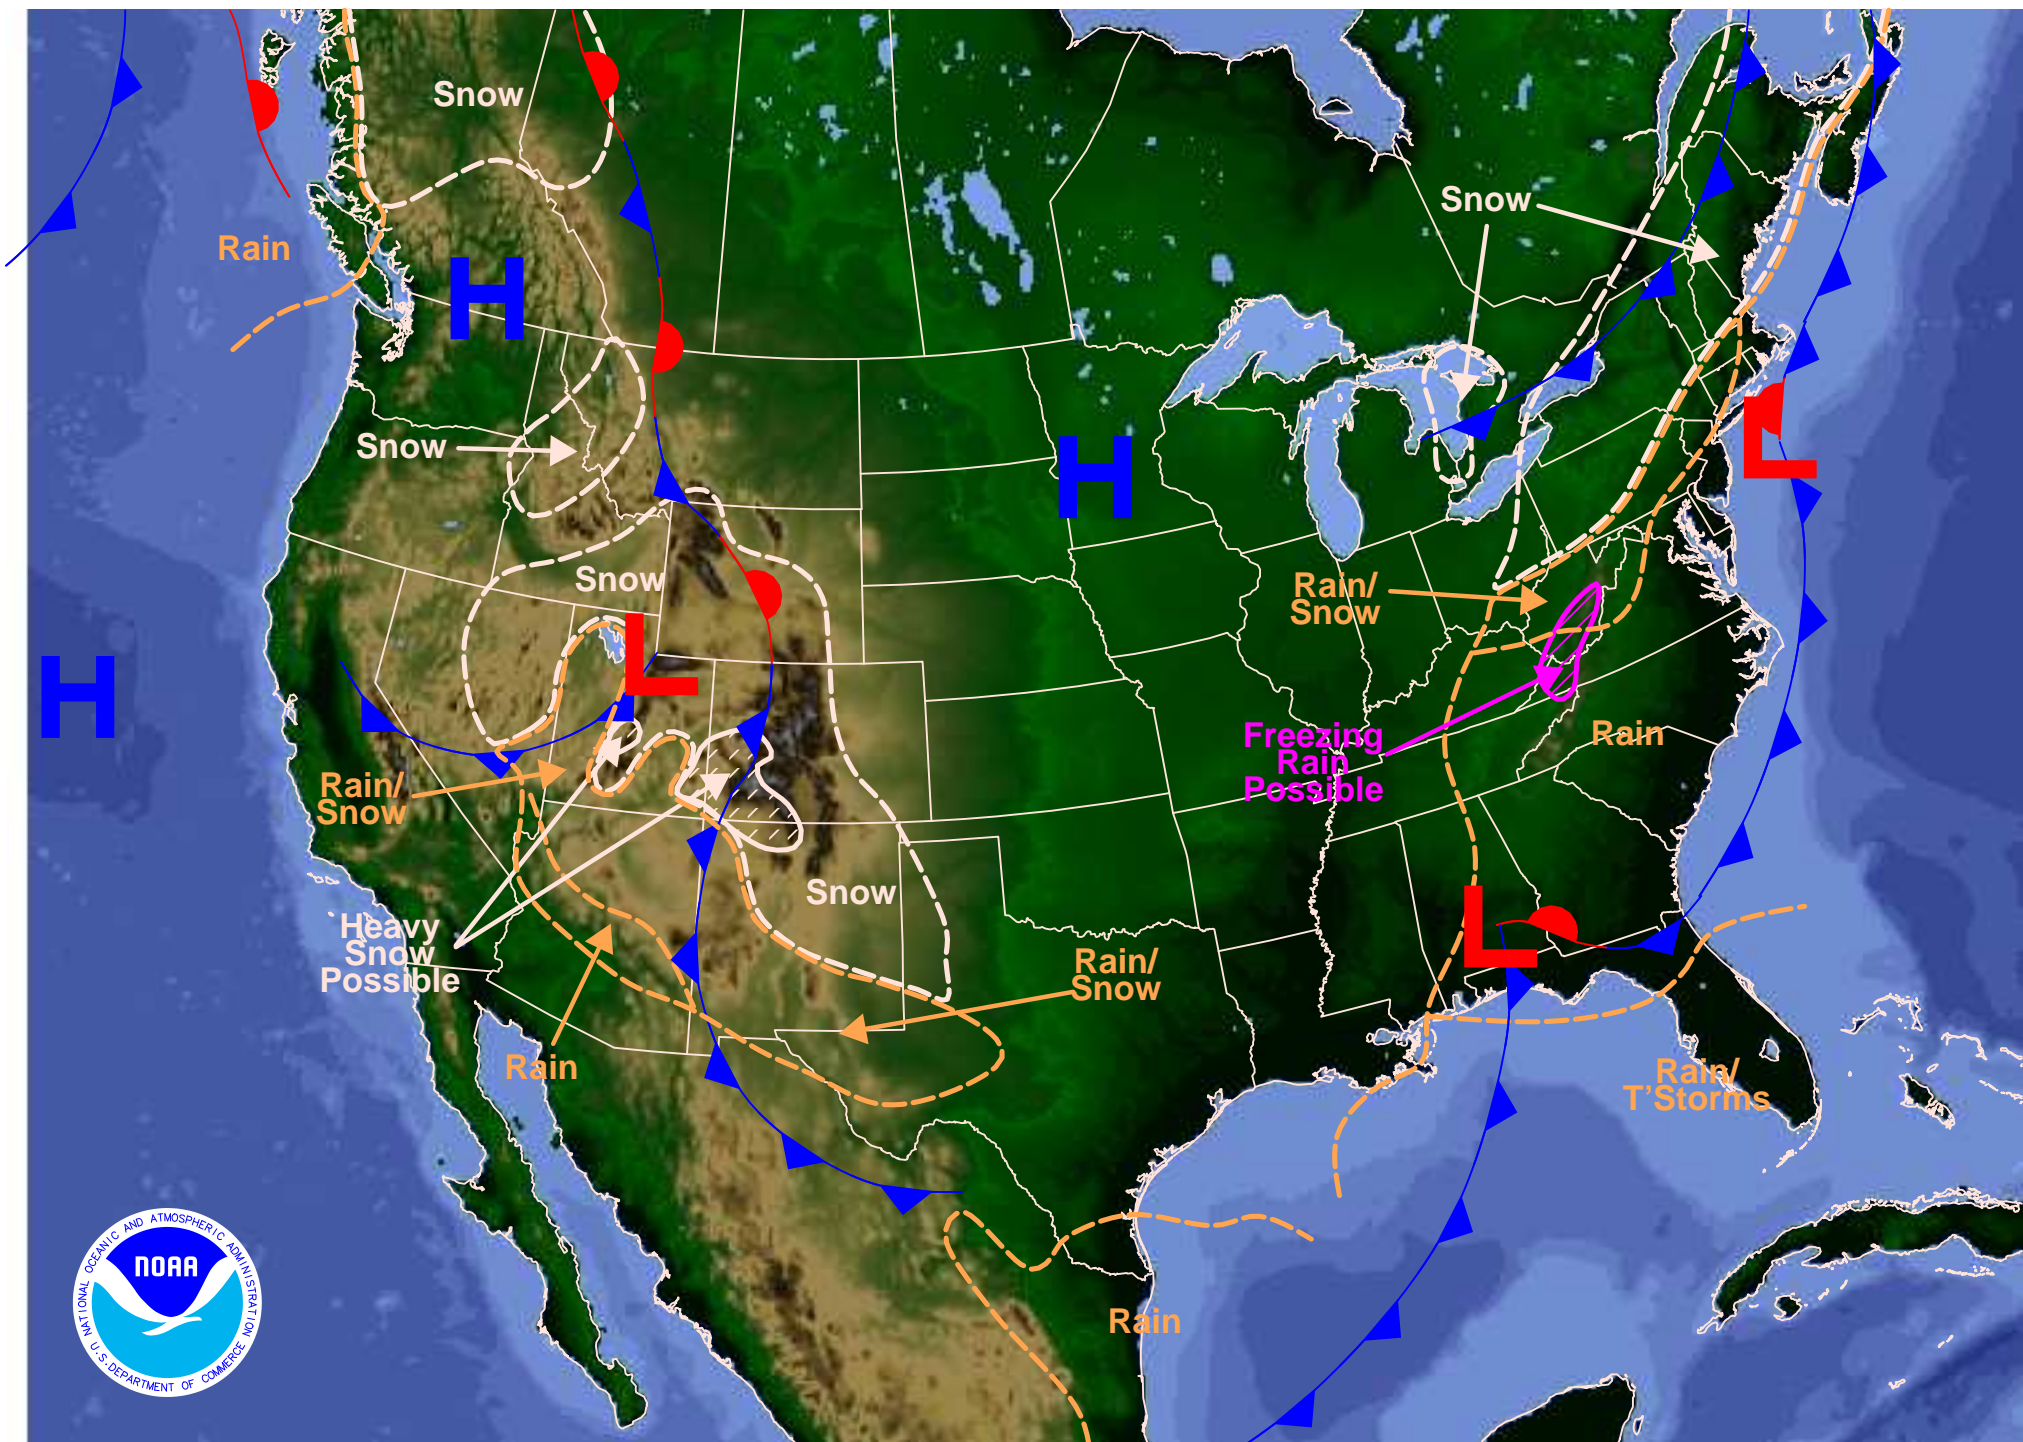 Snow
Snow
Rain
H
Snow
H
H
L
Snow
Rain/
Snow
L
H
Freezing
Rain
Possible
Rain
Rain/
Snow
Snow
L
Heavy
Snow
Possible
Rain/
Snow
Rain
Rain/
T'Storms
Rain
NATIONAL OCEANIC AND ATMOSPHERIC ADMINISTRATION
NOAA
U.S. DEPARTMENT OF COMMERCE